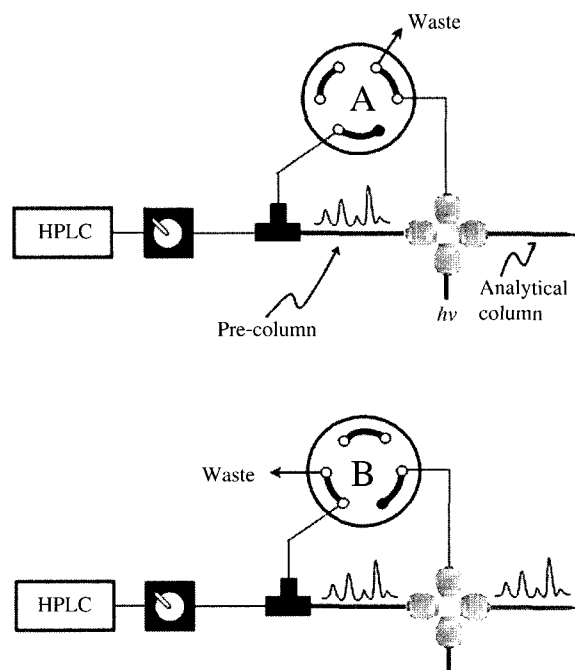 Waste
A
HPLC
Pre-column
hν
Analytical
column
Waste
B
HPLC